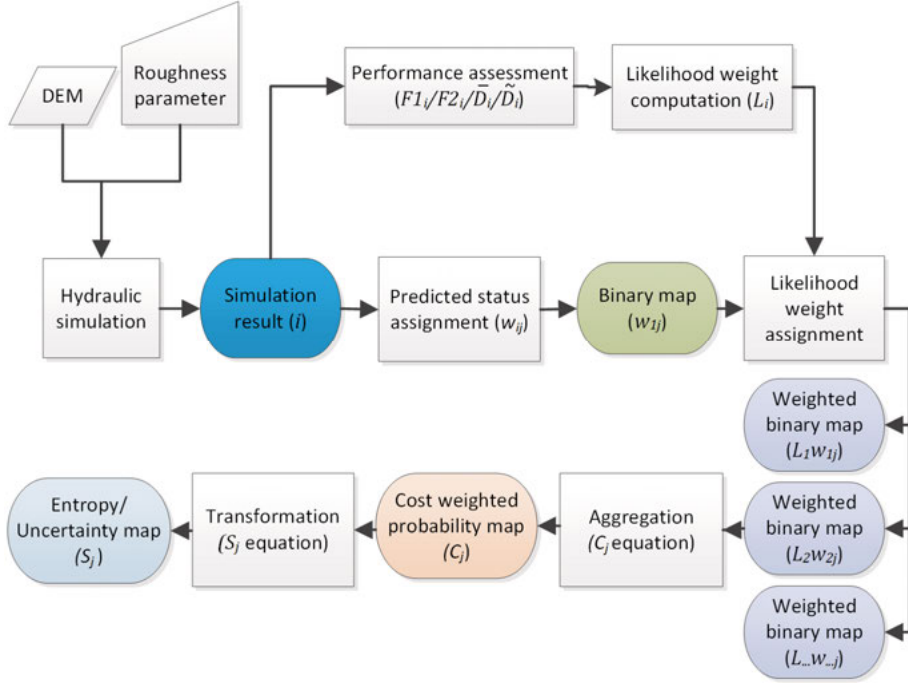 DEM
Roughness
parameter
Performance assessment
(F1ᵢ/F2ᵢ/D̄ᵢ/D̃ᵢ)
Likelihood weight
computation (Lᵢ)
Hydraulic
simulation
Simulation
result (i)
Predicted status
assignment (wᵢⱼ)
Binary map
(w₁ⱼ)
Likelihood
weight
assignment
Weighted
binary map
(L₁w₁ⱼ)
Entropy/
Uncertainty map
(Sⱼ)
Transformation
(Sⱼ equation)
Cost weighted
probability map
(Cⱼ)
Aggregation
(Cⱼ equation)
Weighted
binary map
(L₂w₂ⱼ)
Weighted
binary map
(L...w...ⱼ)